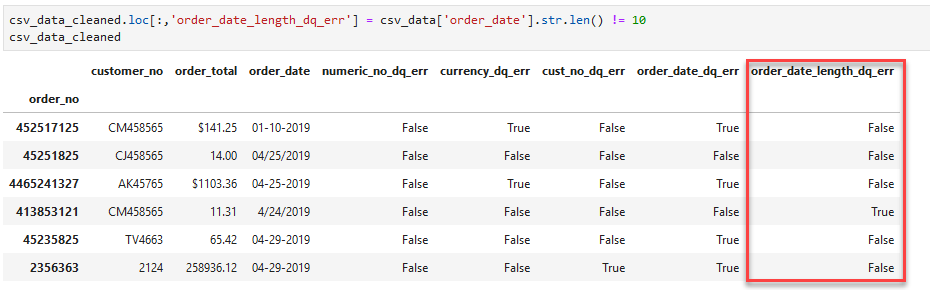 csv_data_cleaned.loc[:,'order_date_length_dq_err'] = csv_data['order_date'].str.len() != 10
csv_data_cleaned
customer_no order_total order_date numeric_no_dq_err currency_dq_err cust_no_dq_err order_date_dq_err order_date_length_dq_err
order_no
452517125 CM458565 $141.25 01-10-2019 False True False True False
45251825 CJ458565 14.00 04/25/2019 False False False False False
4465241327 AK45765 $1103.36 04-25-2019 False True False True False
413853121 CM458565 11.31 4/24/2019 False False False False True
45235825 TV4663 65.42 04-29-2019 False False False True False
2356363 2124 258936.12 04-29-2019 False False True True False